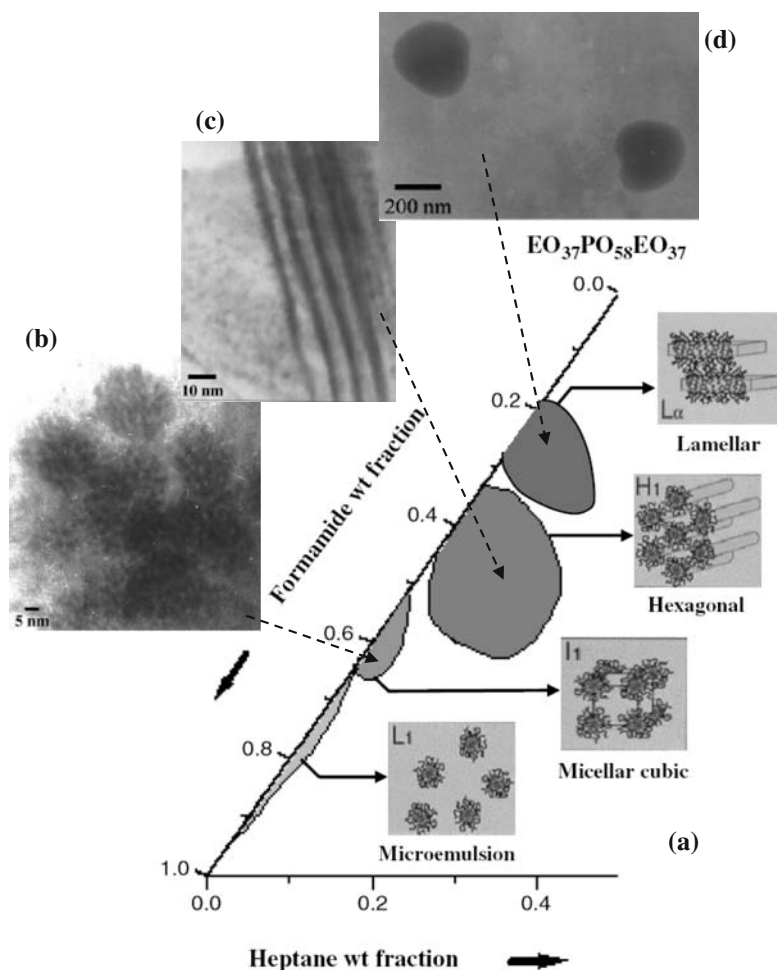 (d)
200 nm
(c)
10 nm
EO₃₇PO₅₈EO₃₇
0.0
(b)
5 nm
0.2
Lα
Lamellar
Formamide wt fraction
0.4
H1
Hexagonal
0.6
I1
Micellar cubic
0.8
L1
Microemulsion
(a)
1.0
0.0
0.2
0.4
Heptane wt fraction